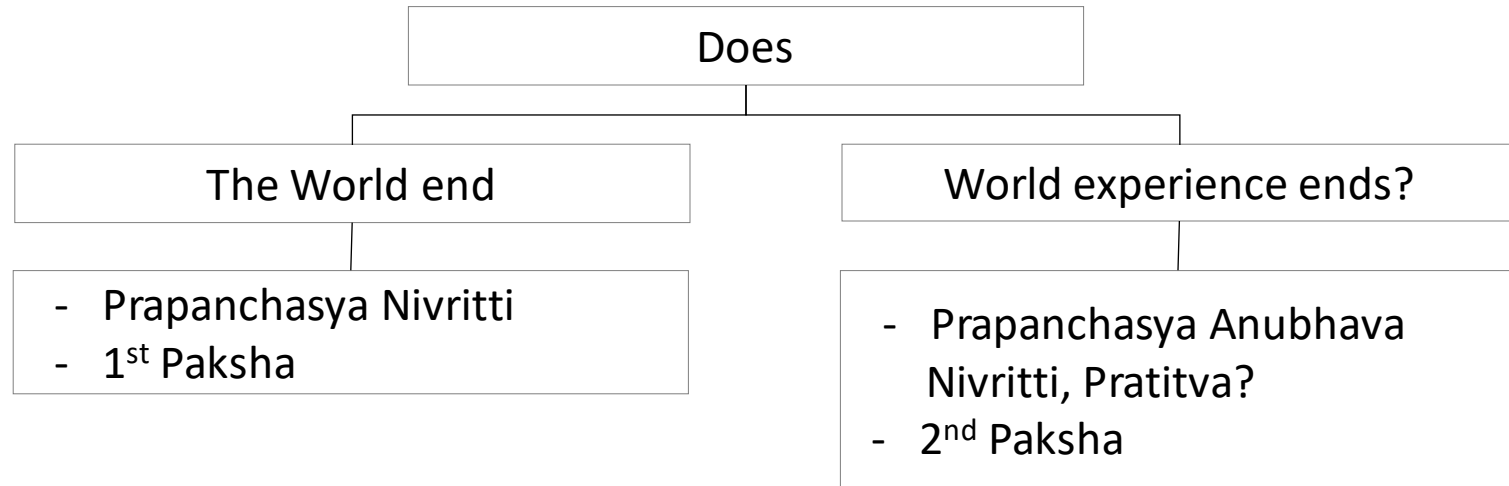 Does
The World end
World experience ends?
- Prapanchasya Nivritti
- 1st Paksha
- Prapanchasya Anubhava
Nivritti, Pratitva?
- 2nd Paksha